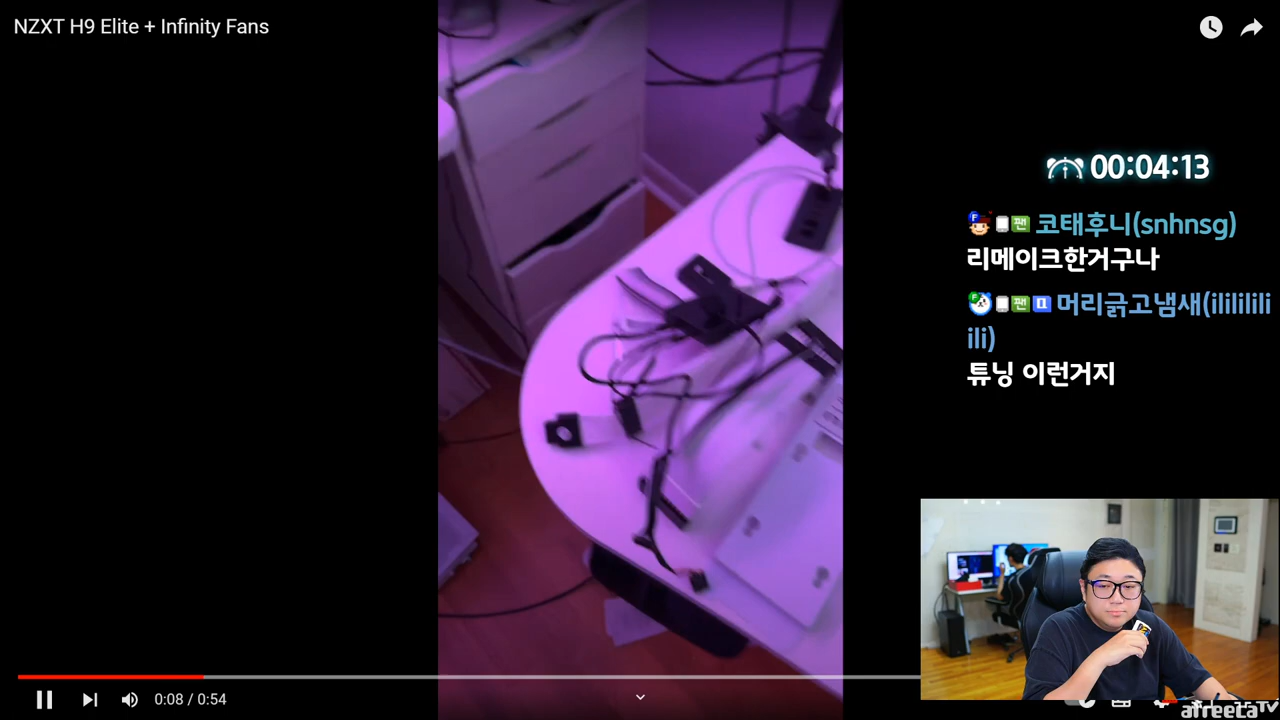 NZXT H9 Elite + Infinity Fans
00:04:13
코태후니(snhnsg)
리메이크한거구나
머리긁고냄새(ilililili
ili)
튜닝 이런거지
0:08 / 0:54
afreecaTV